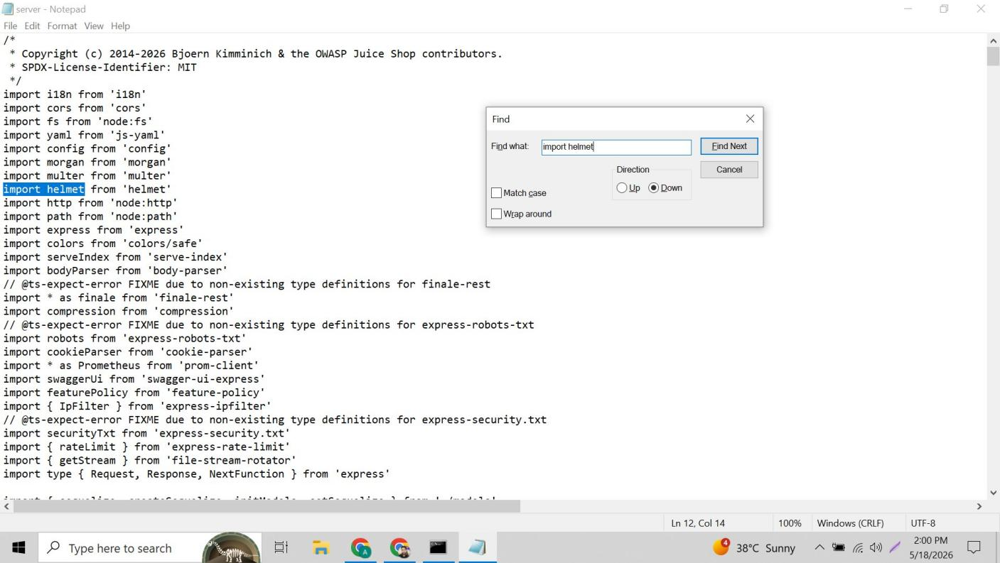 server - Notepad
File Edit Format View Help
/*
 * Copyright (c) 2014-2026 Bjoern Kimminich & the OWASP Juice Shop contributors.
 * SPDX-License-Identifier: MIT
 */
import i18n from 'i18n'
import cors from 'cors'
import fs from 'node:fs'
import yaml from 'js-yaml'
import config from 'config'
import morgan from 'morgan'
import multer from 'multer'
import helmet from 'helmet'
import http from 'node:http'
import path from 'node:path'
import express from 'express'
import colors from 'colors/safe'
import serveIndex from 'serve-index'
import bodyParser from 'body-parser'
// @ts-expect-error FIXME due to non-existing type definitions for finale-rest
import * as finale from 'finale-rest'
import compression from 'compression'
// @ts-expect-error FIXME due to non-existing type definitions for express-robots-txt
import robots from 'express-robots-txt'
import cookieParser from 'cookie-parser'
import * as Prometheus from 'prom-client'
import swaggerUi from 'swagger-ui-express'
import featurePolicy from 'feature-policy'
import { IpFilter } from 'express-ipfilter'
// @ts-expect-error FIXME due to non-existing type definitions for express-security.txt
import securityTxt from 'express-security.txt'
import { rateLimit } from 'express-rate-limit'
import { getStream } from 'file-stream-rotator'
import type { Request, Response, NextFunction } from 'express'
Find
Find what: import helmet Find Next
Direction Cancel
Up Down
Match case
Wrap around
Ln 12, Col 14 100% Windows (CRLF) UTF-8
Type here to search
4 38°C Sunny
2:00 PM
5/18/2026